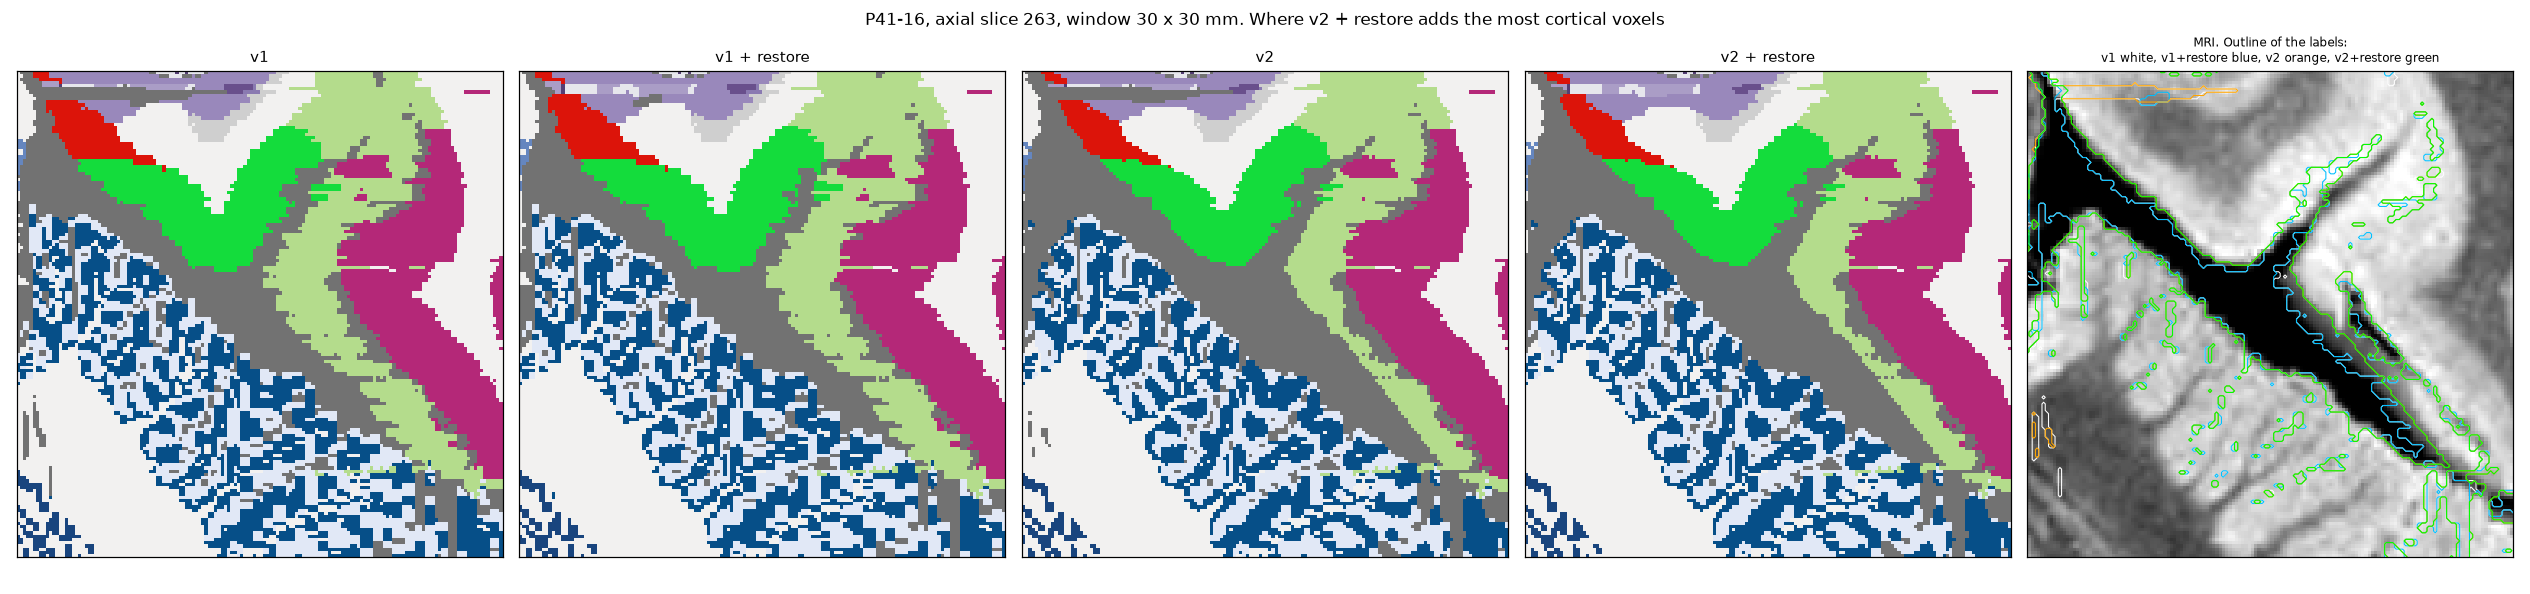 P41-16, axial slice 263, window 30 x 30 mm. Where v2 + restore adds the most cortical voxels
v1
v1 + restore
v2
v2 + restore
MRI. Outline of the labels:
v1 white, v1+restore blue, v2 orange, v2+restore green